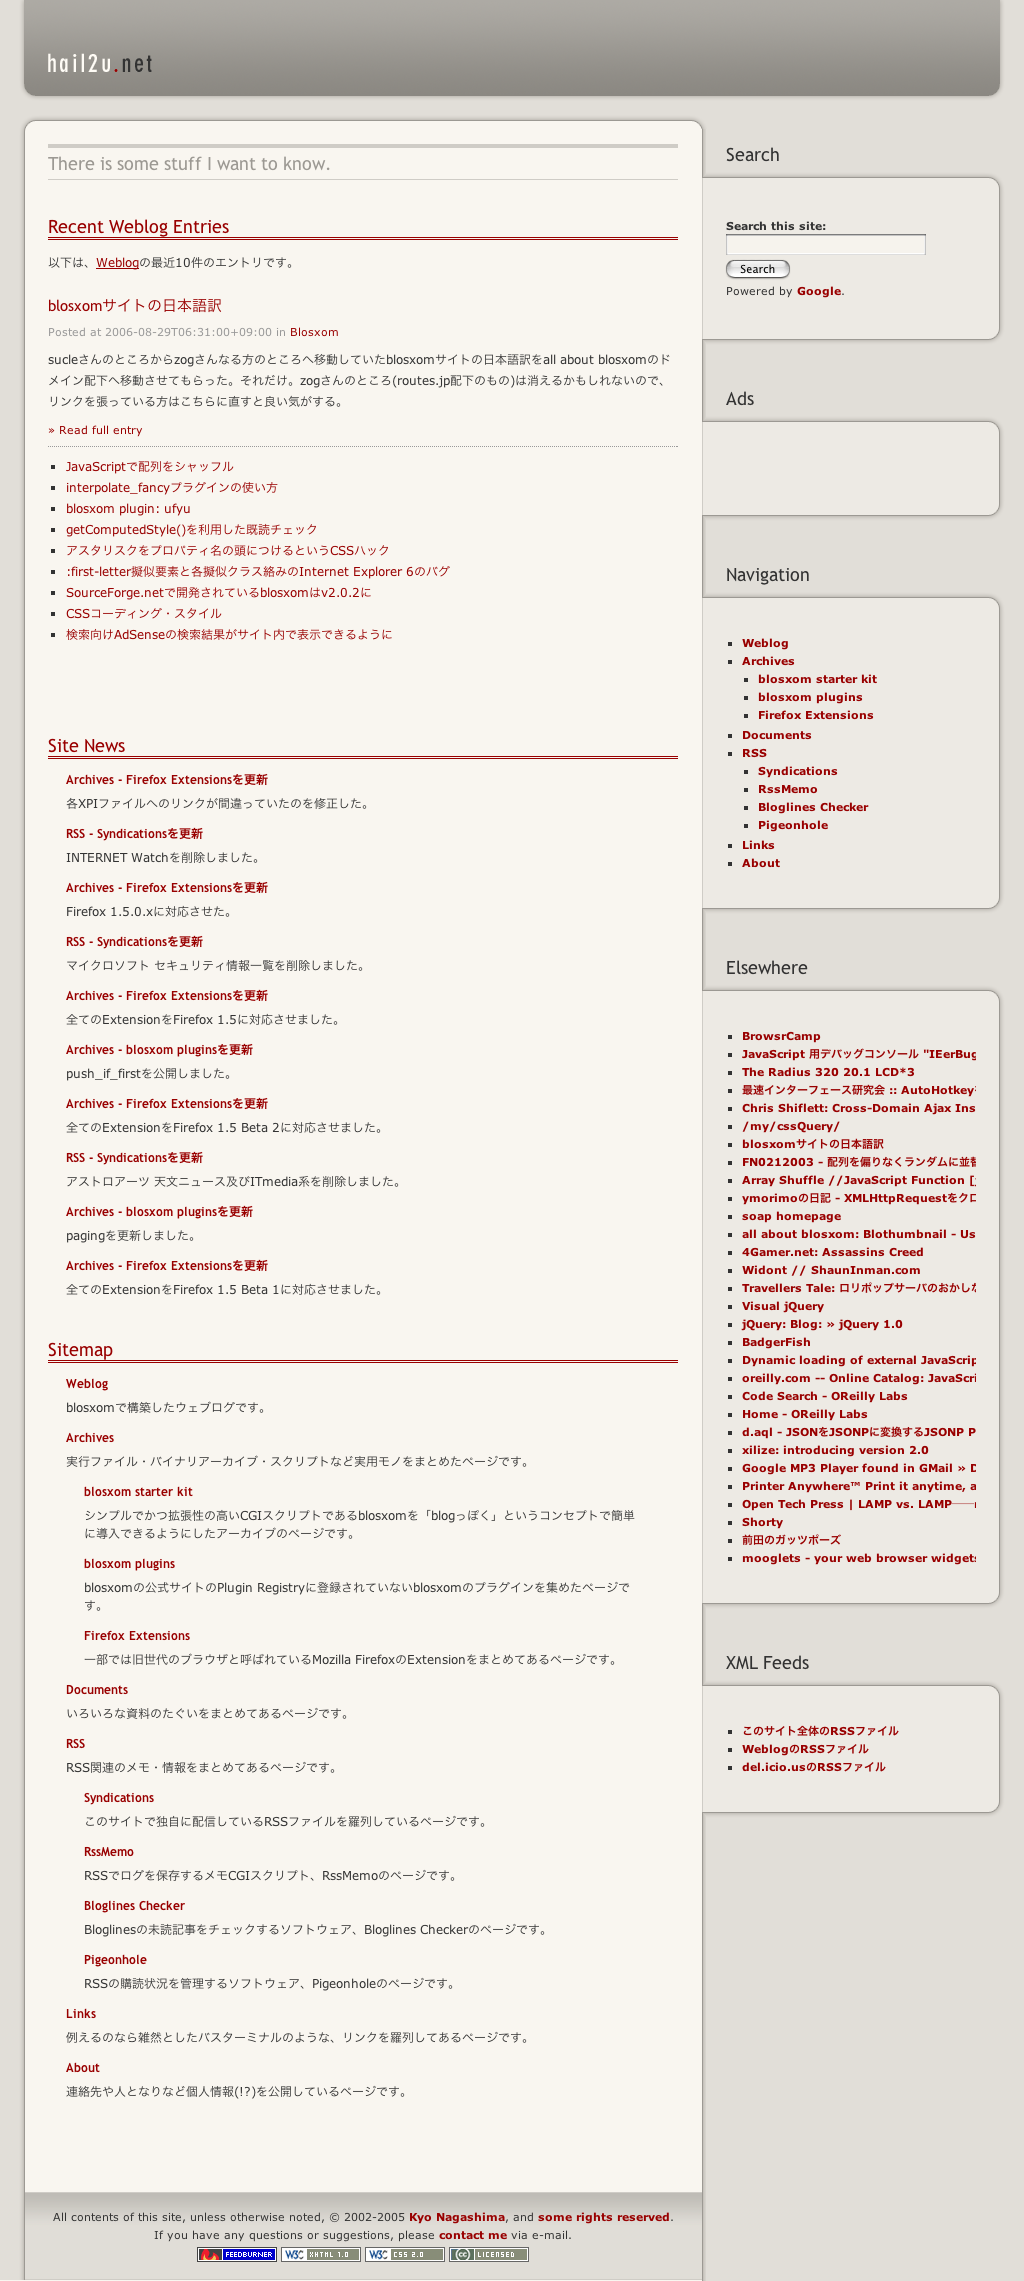 hail2u.net
There is some stuff I want to know.
Recent Weblog Entries
以下は、Weblogの最近10件のエントリです。
blosxomサイトの日本語訳
Posted at 2006-08-29T06:31:00+09:00 in Blosxom
sucleさんのところからzogさんなる方のところへ移動していたblosxomサイトの日本語訳をall about blosxomのド
メイン配下へ移動させてもらった。それだけ。zogさんのところ(routes.jp配下のもの)は消えるかもしれないので、
リンクを張っている方はこちらに直すと良い気がする。
» Read full entry
JavaScriptで配列をシャッフル
interpolate_fancyプラグインの使い方
blosxom plugin: ufyu
getComputedStyle()を利用した既読チェック
アスタリスクをプロパティ名の頭につけるというCSSハック
:first-letter擬似要素と各擬似クラス絡みのInternet Explorer 6のバグ
SourceForge.netで開発されているblosxomはv2.0.2に
CSSコーディング・スタイル
検索向けAdSenseの検索結果がサイト内で表示できるように
Site News
Archives - Firefox Extensionsを更新
各XPIファイルへのリンクが間違っていたのを修正した。
RSS - Syndicationsを更新
INTERNET Watchを削除しました。
Archives - Firefox Extensionsを更新
Firefox 1.5.0.xに対応させた。
RSS - Syndicationsを更新
マイクロソフト セキュリティ情報一覧を削除しました。
Archives - Firefox Extensionsを更新
全てのExtensionをFirefox 1.5に対応させました。
Archives - blosxom pluginsを更新
push_if_firstを公開しました。
Archives - Firefox Extensionsを更新
全てのExtensionをFirefox 1.5 Beta 2に対応させました。
RSS - Syndicationsを更新
アストロアーツ 天文ニュース及びITmedia系を削除しました。
Archives - blosxom pluginsを更新
pagingを更新しました。
Archives - Firefox Extensionsを更新
全てのExtensionをFirefox 1.5 Beta 1に対応させました。
Sitemap
Weblog
blosxomで構築したウェブログです。
Archives
実行ファイル・バイナリアーカイブ・スクリプトなど実用モノをまとめたページです。
blosxom starter kit
シンプルでかつ拡張性の高いCGIスクリプトであるblosxomを「blogっぽく」というコンセプトで簡単
に導入できるようにしたアーカイブのページです。
blosxom plugins
blosxomの公式サイトのPlugin Registryに登録されていないblosxomのプラグインを集めたページで
す。
Firefox Extensions
一部では旧世代のブラウザと呼ばれているMozilla FirefoxのExtensionをまとめてあるページです。
Documents
いろいろな資料のたぐいをまとめてあるページです。
RSS
RSS関連のメモ・情報をまとめてあるページです。
Syndications
このサイトで独自に配信しているRSSファイルを羅列しているページです。
RssMemo
RSSでログを保存するメモCGIスクリプト、RssMemoのページです。
Bloglines Checker
Bloglinesの未読記事をチェックするソフトウェア、Bloglines Checkerのページです。
Pigeonhole
RSSの購読状況を管理するソフトウェア、Pigeonholeのページです。
Links
例えるのなら雑然としたバスターミナルのような、リンクを羅列してあるページです。
About
連絡先や人となりなど個人情報(!?)を公開しているページです。
Search
Search this site:
Search
Powered by Google.
Ads
Navigation
Weblog
Archives
blosxom starter kit
blosxom plugins
Firefox Extensions
Documents
RSS
Syndications
RssMemo
Bloglines Checker
Pigeonhole
Links
About
Elsewhere
BrowsrCamp
JavaScript 用デバッグコンソール "IEerBug
The Radius 320 20.1 LCD*3
最速インターフェース研究会 :: AutoHotkey
Chris Shiflett: Cross-Domain Ajax Ins
/my/cssQuery/
blosxomサイトの日本語訳
FN0212003 - 配列を偏りなくランダムに並替
Array Shuffle //JavaScript Function [
ymorimoの日記 - XMLHttpRequestをクロ
soap homepage
all about blosxom: Blothumbnail - Us
4Gamer.net: Assassins Creed
Widont // ShaunInman.com
Travellers Tale: ロリポップサーバのおかしな
Visual jQuery
jQuery: Blog: » jQuery 1.0
BadgerFish
Dynamic loading of external JavaScrip
oreilly.com -- Online Catalog: JavaScri
Code Search - OReilly Labs
Home - OReilly Labs
d.aql - JSONをJSONPに変換するJSONP P
xilize: introducing version 2.0
Google MP3 Player found in GMail » D
Printer Anywhere™ Print it anytime, a
Open Tech Press | LAMP vs. LAMP──
Shorty
前田のガッツポーズ
mooglets - your web browser widgets
XML Feeds
このサイト全体のRSSファイル
WeblogのRSSファイル
del.icio.usのRSSファイル
All contents of this site, unless otherwise noted, © 2002-2005 Kyo Nagashima, and some rights reserved.
If you have any questions or suggestions, please contact me via e-mail.
FEEDBURNER W3C XHTML 1.0 W3C CSS 2.0 CC LICENSED